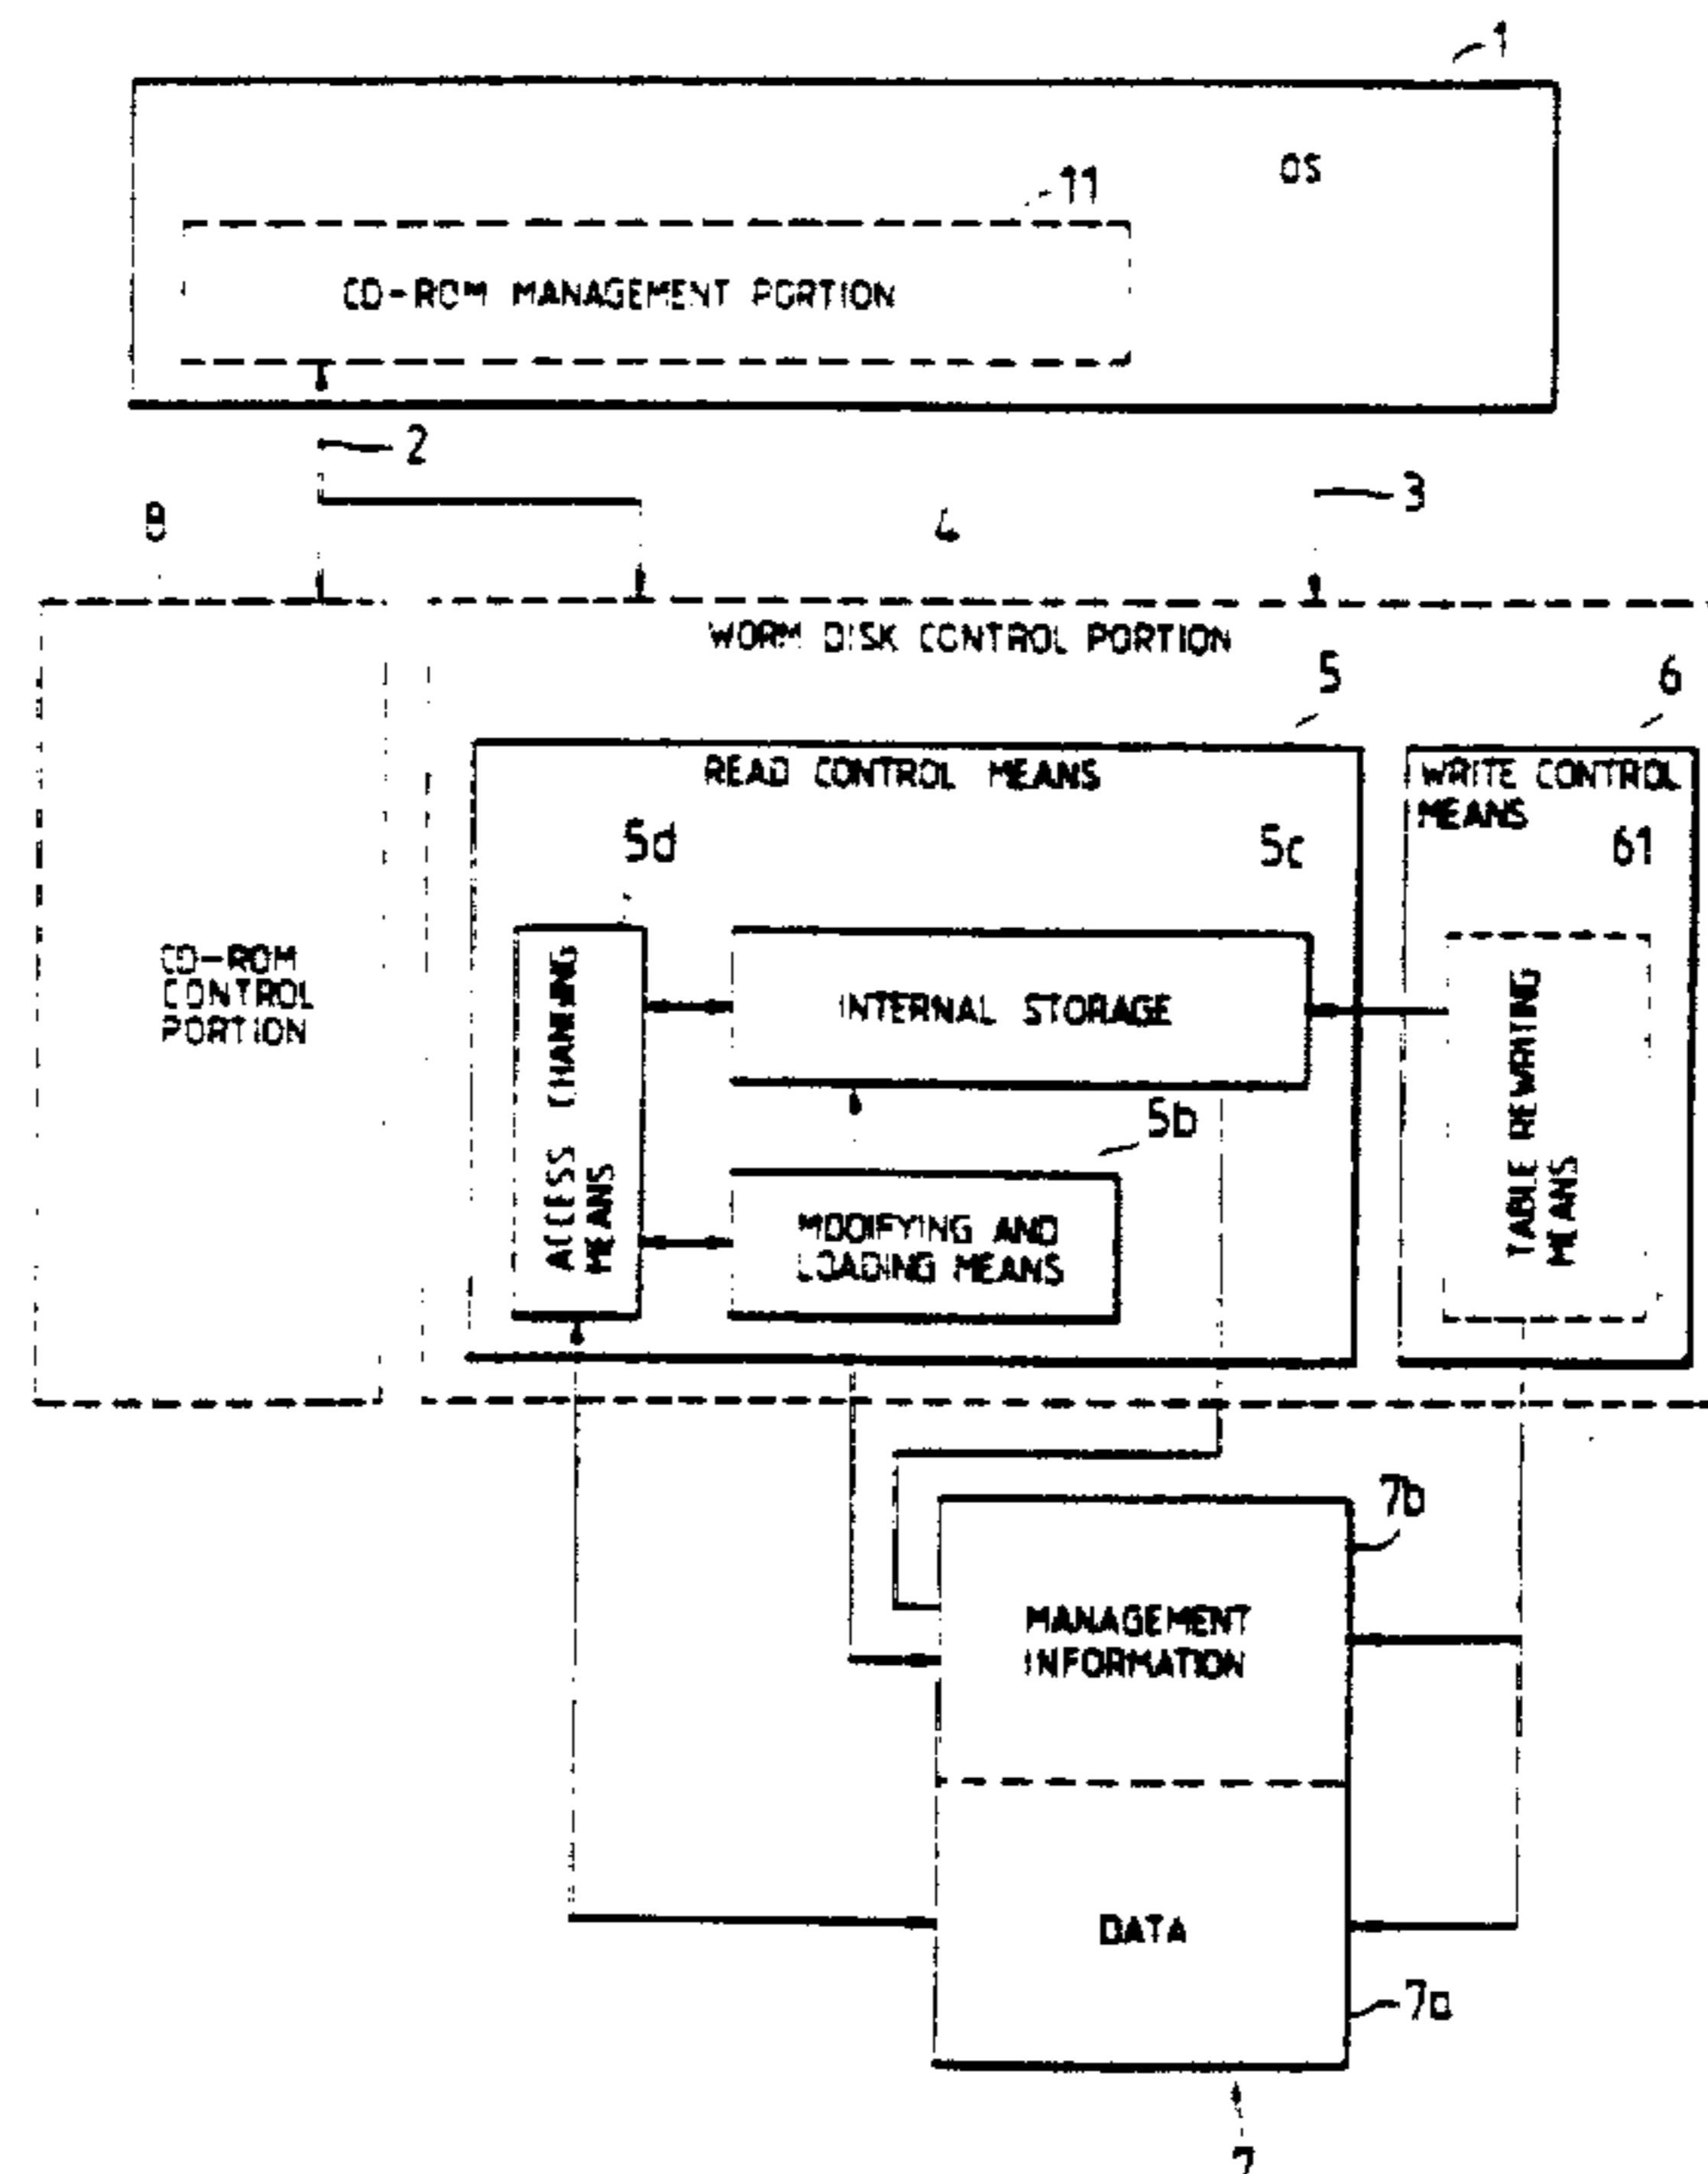 1
OS
11
CD-ROM MANAGEMENT PORTION
2
3
8
4
WORM DISK CONTROL PORTION
5
6
READ CONTROL MEANS
WRITE CONTROL
MEANS
5d
5c
61
CD-ROM
CONTROL
PORTION
ACCESS CHANGING
MEANS
INTERNAL STORAGE
TABLE REWRITING
MEANS
5b
MODIFYING AND
LOADING MEANS
7b
MANAGEMENT
INFORMATION
DATA
7a
7